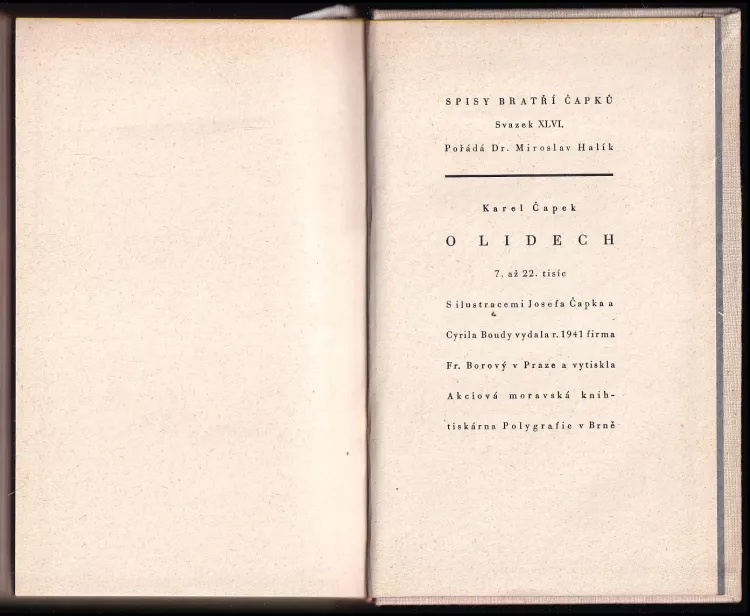 SPISY BRATŘÍ ČAPKŮ
Svazek XLVI.
Pořádá Dr. Miroslav Halík
Karel Čapek
O LIDECH
7. až 22. tisíc
S ilustracemi Josefa Čapka a
Cyrila Boudy vydala r. 1941 firma
Fr. Borový v Praze a vytiskla
Akciová moravská knih-
tiskárna Polygrafie v Brně